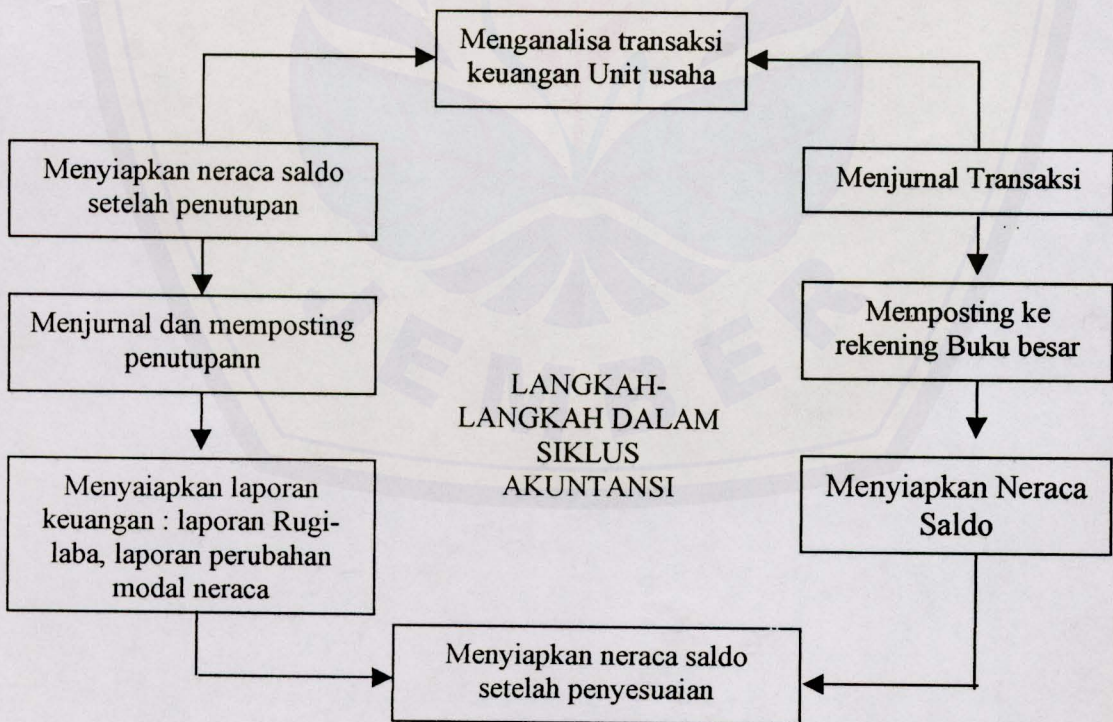 Menganalisa transaksi
keuangan Unit usaha
Menyiapkan neraca saldo
setelah penutupan
Menjurnal Transaksi
Menjurnal dan memposting
penutupann
Memposting ke
rekening Buku besar
LANGKAH-
LANGKAH DALAM
SIKLUS
AKUNTANSI
Menyaiapkan laporan
keuangan : laporan Rugi-
laba, laporan perubahan
modal neraca
Menyiapkan Neraca
Saldo
Menyiapkan neraca saldo
setelah penyesuaian
JEMBER